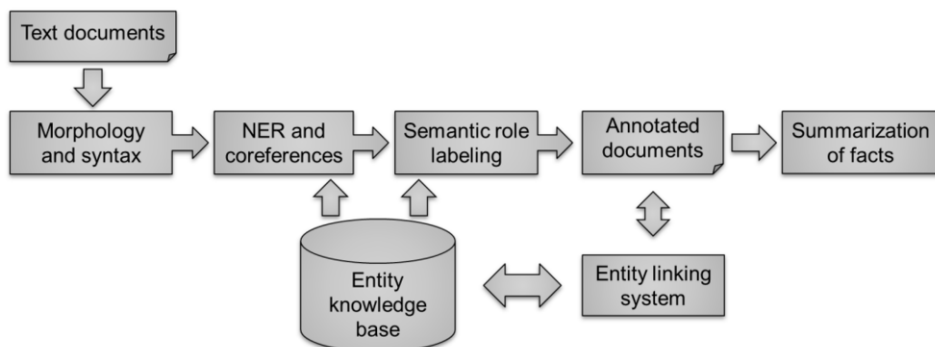 Text documents
Morphology
and syntax
NER and
coreferences
Semantic role
labeling
Annotated
documents
Summarization
of facts
Entity
knowledge
base
Entity linking
system